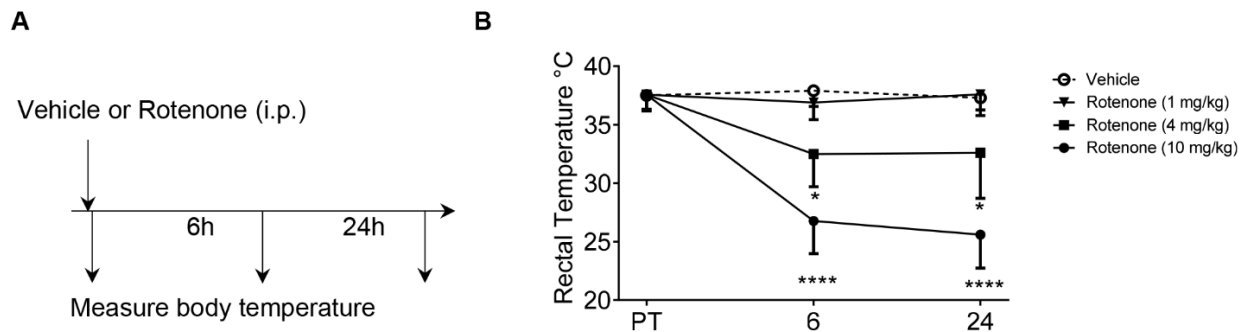 A
Vehicle or Rotenone (i.p.)
6h
24h
Measure body temperature
B
Rectal Temperature °C
40
35
30
25
20
PT
6
24
*
*
****
****
Vehicle
Rotenone (1 mg/kg)
Rotenone (4 mg/kg)
Rotenone (10 mg/kg)